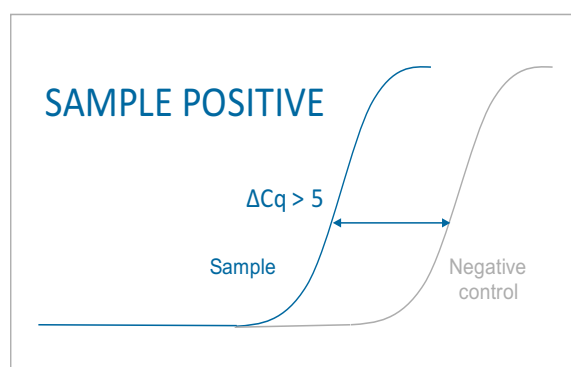 SAMPLE POSITIVE
ΔCq > 5
Sample
Negative
control